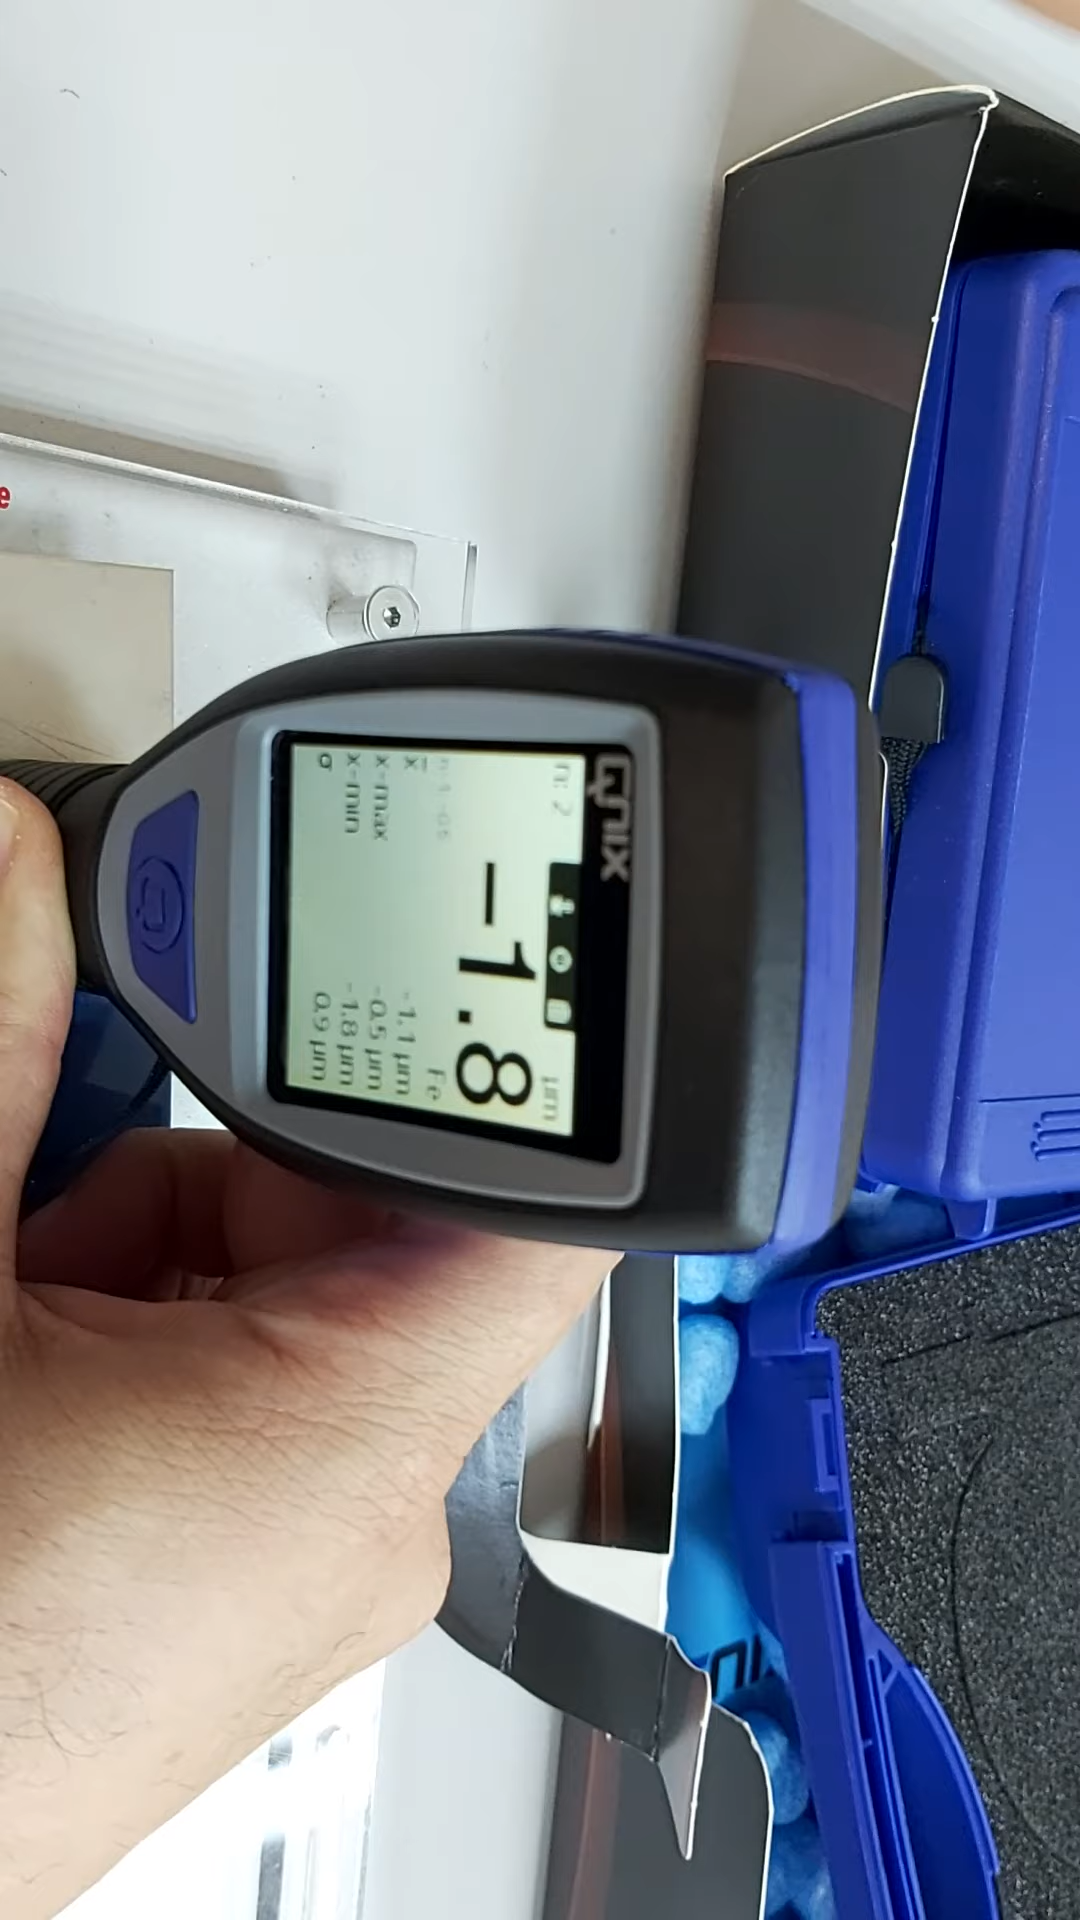 Qnix
n: 2
µm
-1.8
Fe
x̄ -1.1 µm
x-max -0.5 µm
x-min -1.8 µm
σ 0.9 µm
e